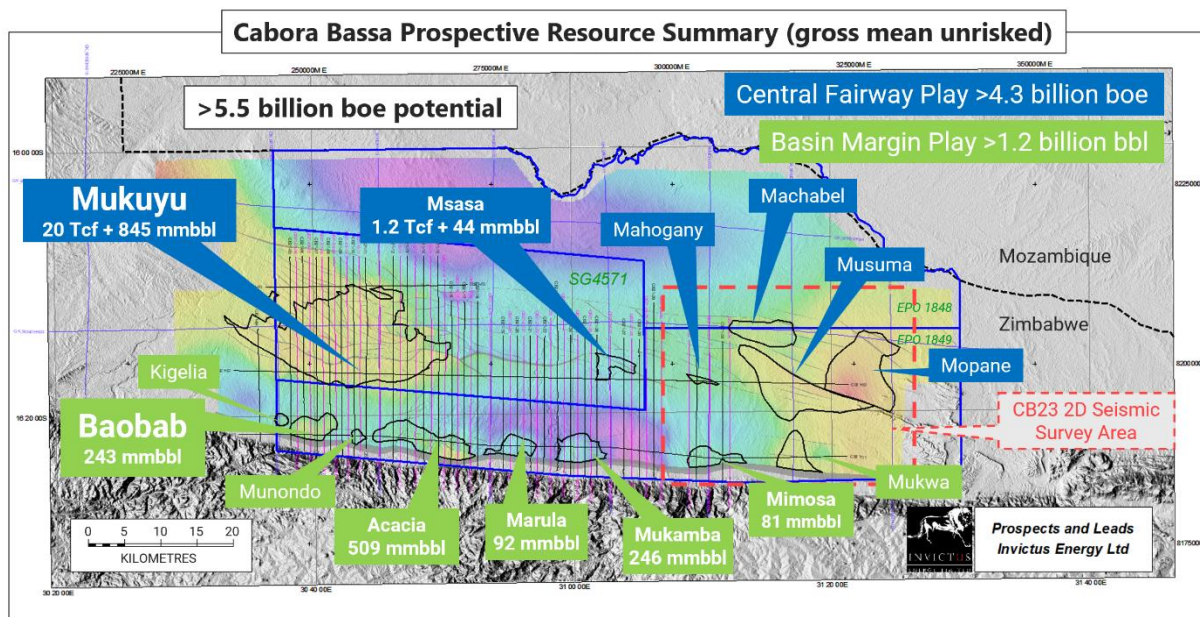 Cabora Bassa Prospective Resource Summary (gross mean unrisked)
>5.5 billion boe potential
Central Fairway Play >4.3 billion boe
Basin Margin Play >1.2 billion bbl
225000M E
250000M E
275000M E
300000M E
325000M E
350000M E
16 00 00S
8225000
Mukuyu
20 Tcf + 845 mmbbl
Msasa
1.2 Tcf + 44 mmbbl
Mahogany
Machabel
Musuma
Mozambique
Zimbabwe
SG4571
EPO 1848
EPO 1849
Mopane
8200000
Kigelia
16 20 00S
Baobab
243 mmbbl
CB23 2D Seismic
Survey Area
Munondo
Acacia
509 mmbbl
Marula
92 mmbbl
Mukamba
246 mmbbl
Mimosa
81 mmbbl
Mukwa
0 5 10 15 20
KILOMETRES
INVICTUS
Prospects and Leads
Invictus Energy Ltd
8175000
30 20 00E
30 40 00E
31 00 00E
31 20 00E
31 40 00E